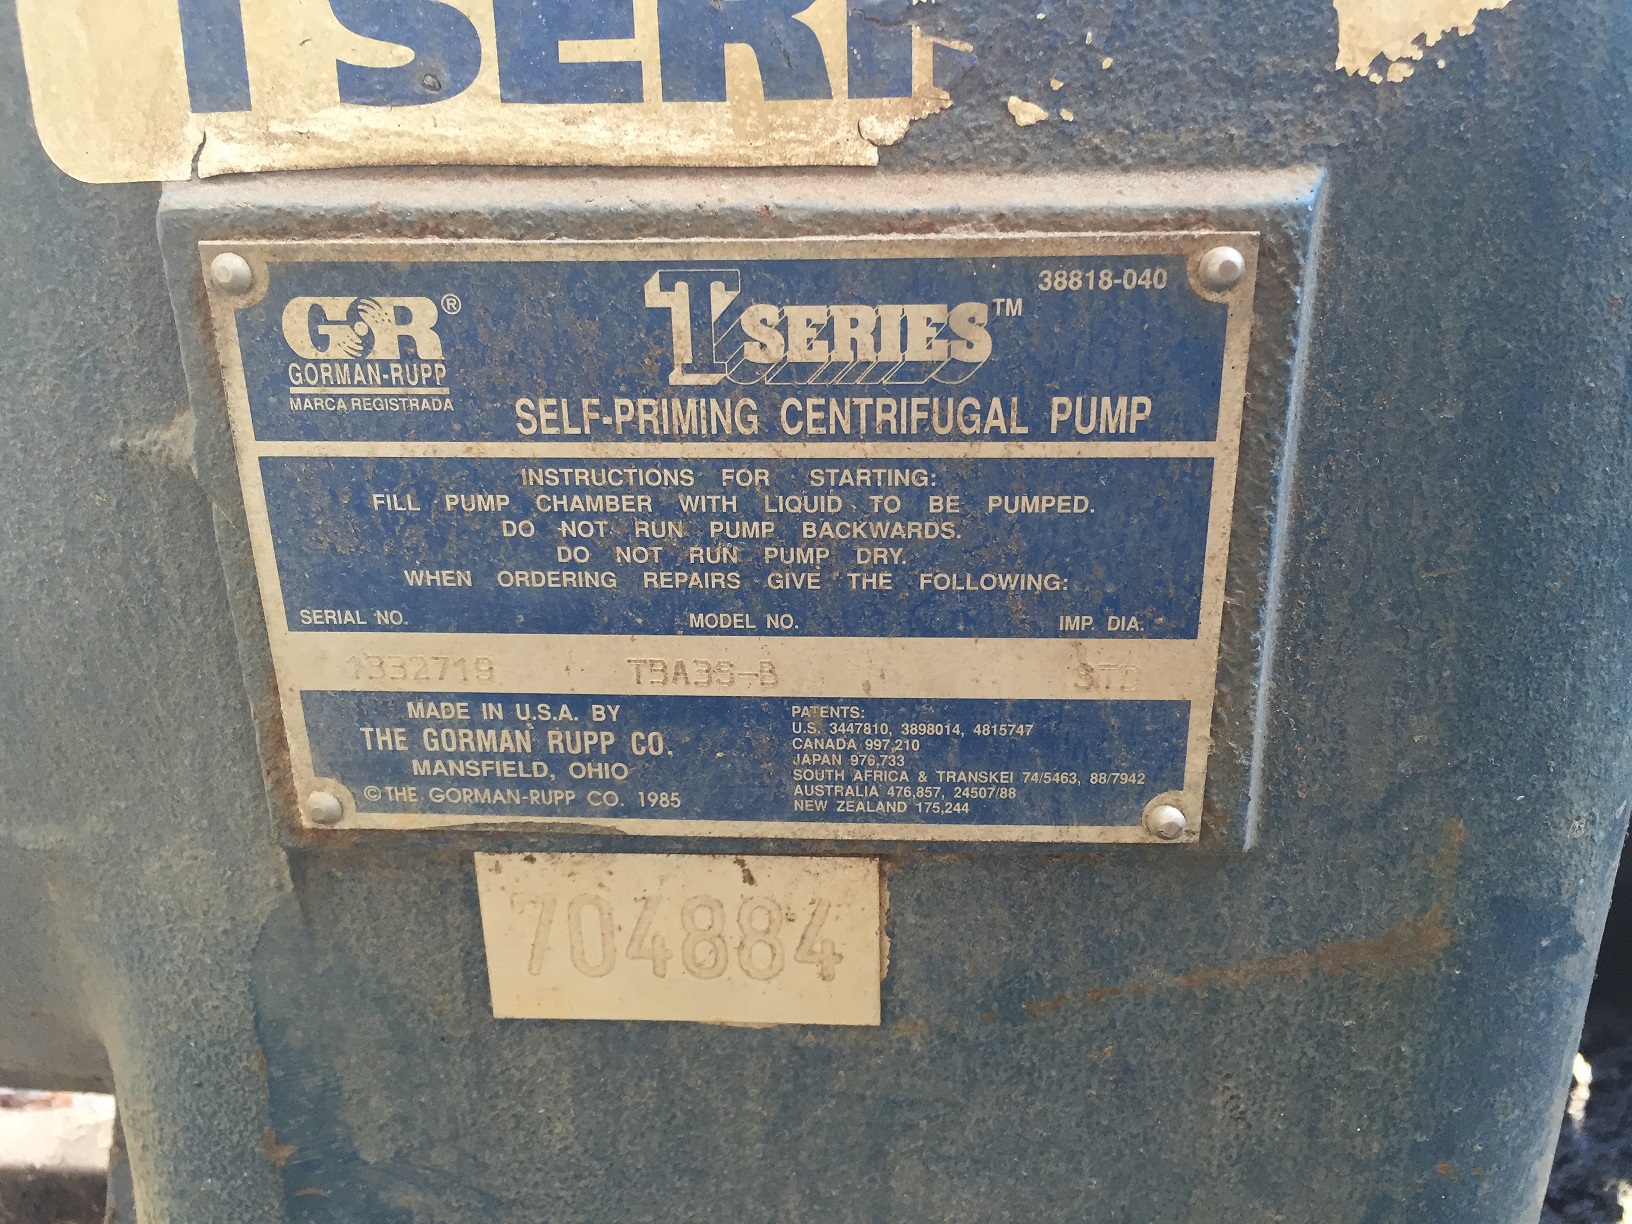 T SERI
GR®
GORMAN-RUPP
MARCA REGISTRADA
T SERIES™
38818-040
SELF-PRIMING CENTRIFUGAL PUMP
INSTRUCTIONS FOR STARTING:
FILL PUMP CHAMBER WITH LIQUID TO BE PUMPED.
DO NOT RUN PUMP BACKWARDS.
DO NOT RUN PUMP DRY.
WHEN ORDERING REPAIRS GIVE THE FOLLOWING:
SERIAL NO. MODEL NO. IMP. DIA.
1332719 T3A3S-B STD
MADE IN U.S.A. BY
THE GORMAN RUPP CO.
MANSFIELD, OHIO
© THE GORMAN-RUPP CO. 1985
PATENTS:
U.S. 3447810, 3898014, 4815747
CANADA 997,210
JAPAN 976,733
SOUTH AFRICA & TRANSKEI 74/5463, 88/7942
AUSTRALIA 476,857, 24507/88
NEW ZEALAND 175,244
704884